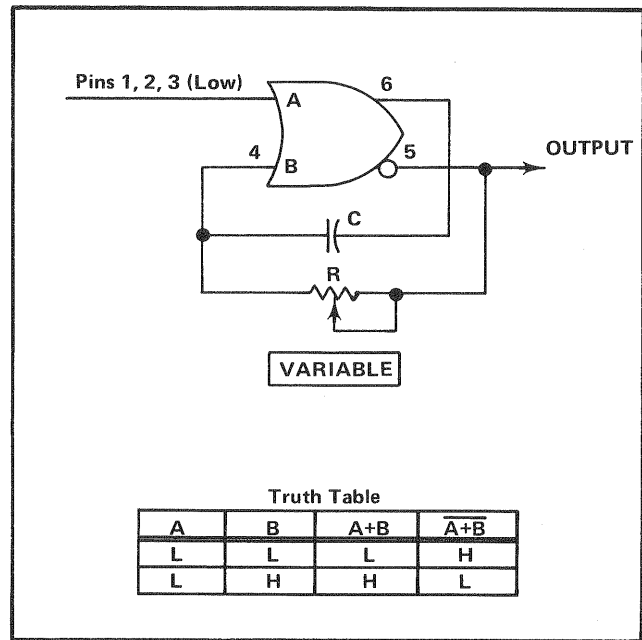 Pins 1, 2, 3 (Low)
A
6
4
B
5
OUTPUT
C
R
VARIABLE
Truth Table
A B A+B A+B
L L L H
L H H L